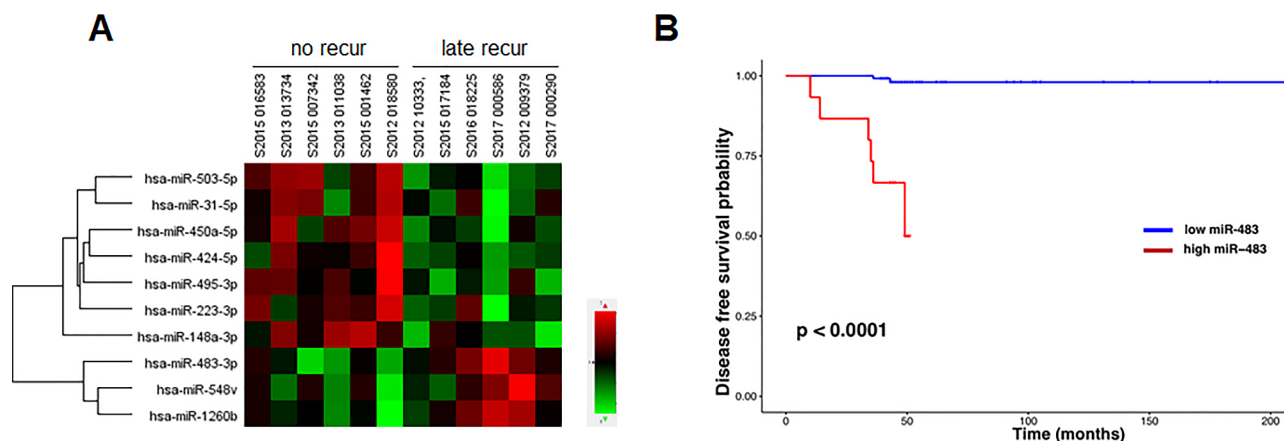 A
no recur
late recur
S2015 016583
S2013 013734
S2015 007342
S2013 011038
S2015 001462
S2012 018580
S2012 10333,
S2015 017184
S2016 018225
S2017 000586
S2012 009379
S2017 000290
hsa-miR-503-5p
hsa-miR-31-5p
hsa-miR-450a-5p
hsa-miR-424-5p
hsa-miR-495-3p
hsa-miR-223-3p
hsa-miR-148a-3p
hsa-miR-483-3p
hsa-miR-548v
hsa-miR-1260b
B
Disease free survival prbability
1.00
0.75
0.50
0.25
0.00
low miR-483
high miR-483
p < 0.0001
0
50
100
150
200
Time (months)